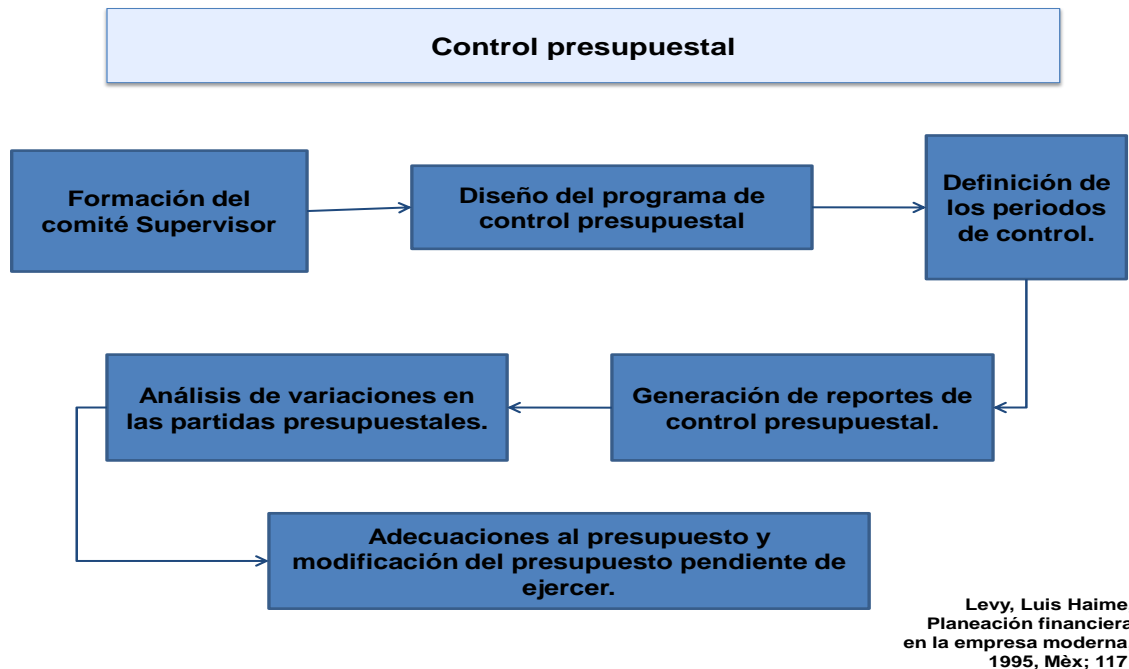 Control presupuestal
Formación del
comité Supervisor
Diseño del programa de
control presupuestal
Definición de
los periodos
de control.
Generación de reportes de
control presupuestal.
Análisis de variaciones en
las partidas presupuestales.
Adecuaciones al presupuesto y
modificación del presupuesto pendiente de
ejercer.
Levy, Luis Haime.
Planeación financiera
en la empresa moderna.
1995, Mèx; 117